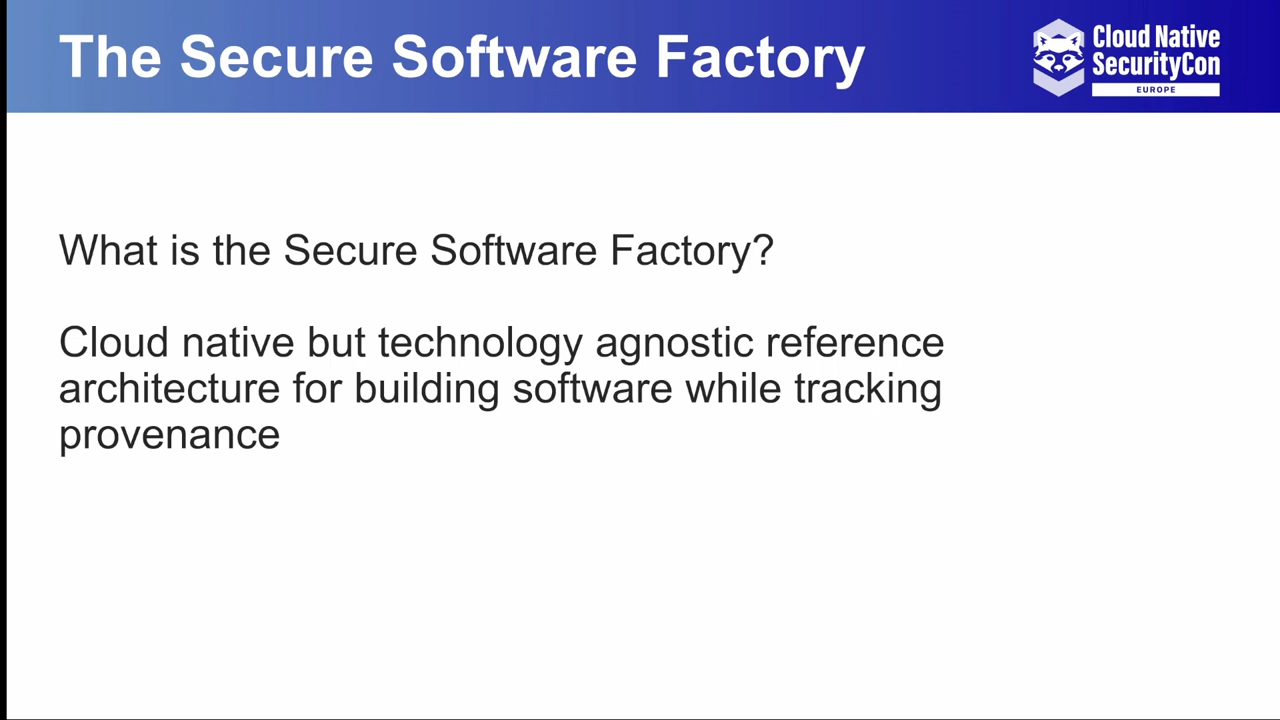 The Secure Software Factory
Cloud Native
SecurityCon
EUROPE
What is the Secure Software Factory?
Cloud native but technology agnostic reference
architecture for building software while tracking
provenance